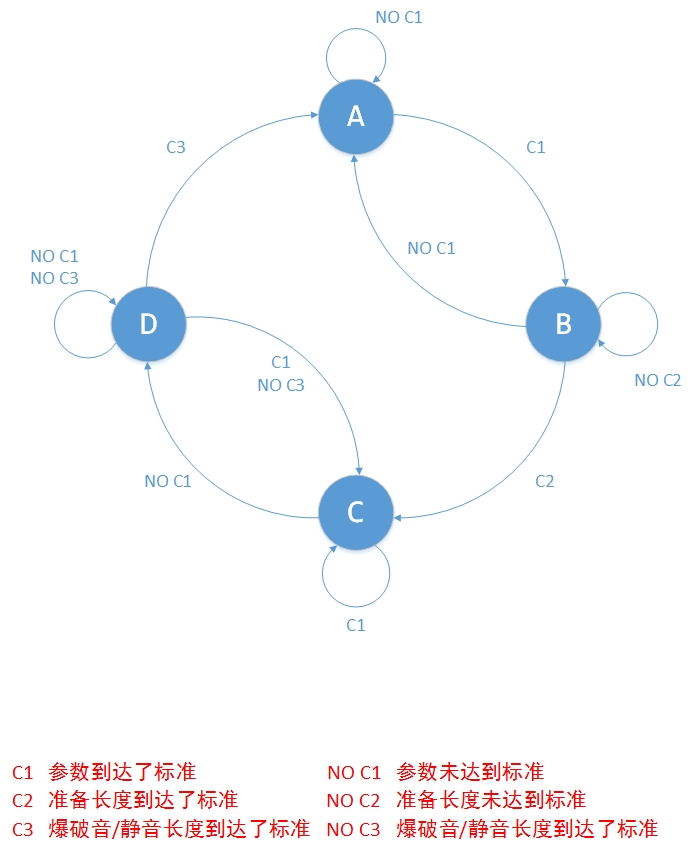 NO C1
A
C3
C1
NO C1
NO C1
NO C3
D
B
C1
NO C3
NO C2
NO C1
C2
C
C1
C1 参数到达了标准 NO C1 参数未达到标准
C2 准备长度到达了标准 NO C2 准备长度未达到标准
C3 爆破音/静音长度到达了标准 NO C3 爆破音/静音长度到达了标准